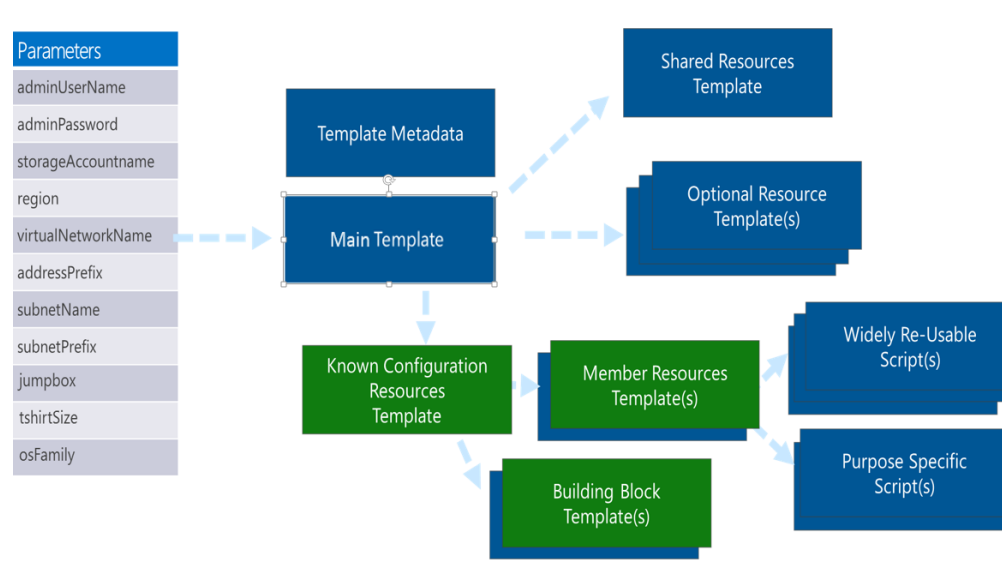 Parameters
adminUserName
adminPassword
storageAccountname
region
virtualNetworkName
addressPrefix
subnetName
subnetPrefix
jumpbox
tshirtSize
osFamily
Template Metadata
Main Template
Shared Resources
Template
Optional Resource
Template(s)
Known Configuration
Resources
Template
Member Resources
Template(s)
Building Block
Template(s)
Widely Re-Usable
Script(s)
Purpose Specific
Script(s)